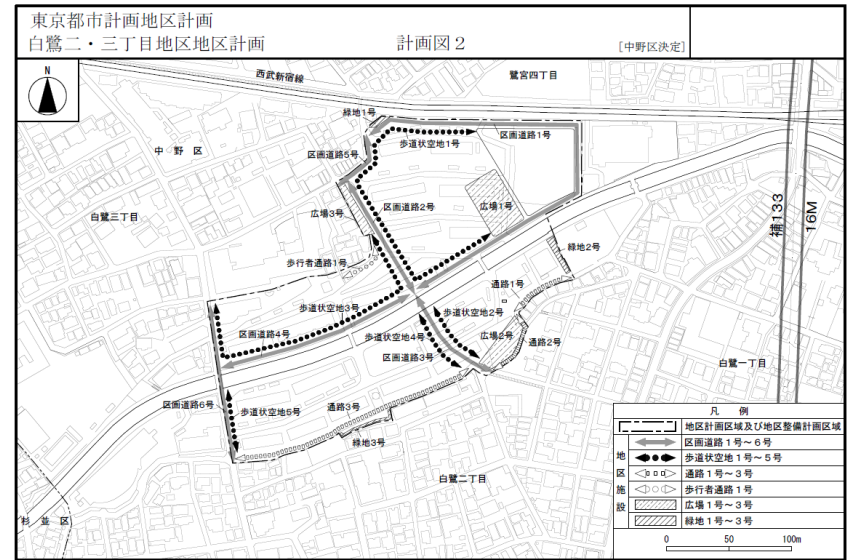 東京都市計画地区計画
白鷺二・三丁目地区地区計画
計画図2
[中野区決定]
N
西武新宿線
鷺宮四丁目
緑地1号
区画道路1号
歩道状空地1号
中野区
区画道路5号
白鷺三丁目
広場3号
区画道路2号
広場1号
補133
16M
緑地2号
歩行者通路1号
通路1号
歩道状空地3号
歩道状空地2号
区画道路4号
歩道状空地4号
広場2号
通路2号
区画道路3号
白鷺一丁目
区画道路6号
歩道状空地5号
通路3号
緑地3号
白鷺二丁目
杉並区
凡例
地区計画区域及び地区整備計画区域
地区施設
区画道路1号~6号
歩道状空地1号~5号
通路1号~3号
歩行者通路1号
広場1号~3号
緑地1号~3号
0 50 100m